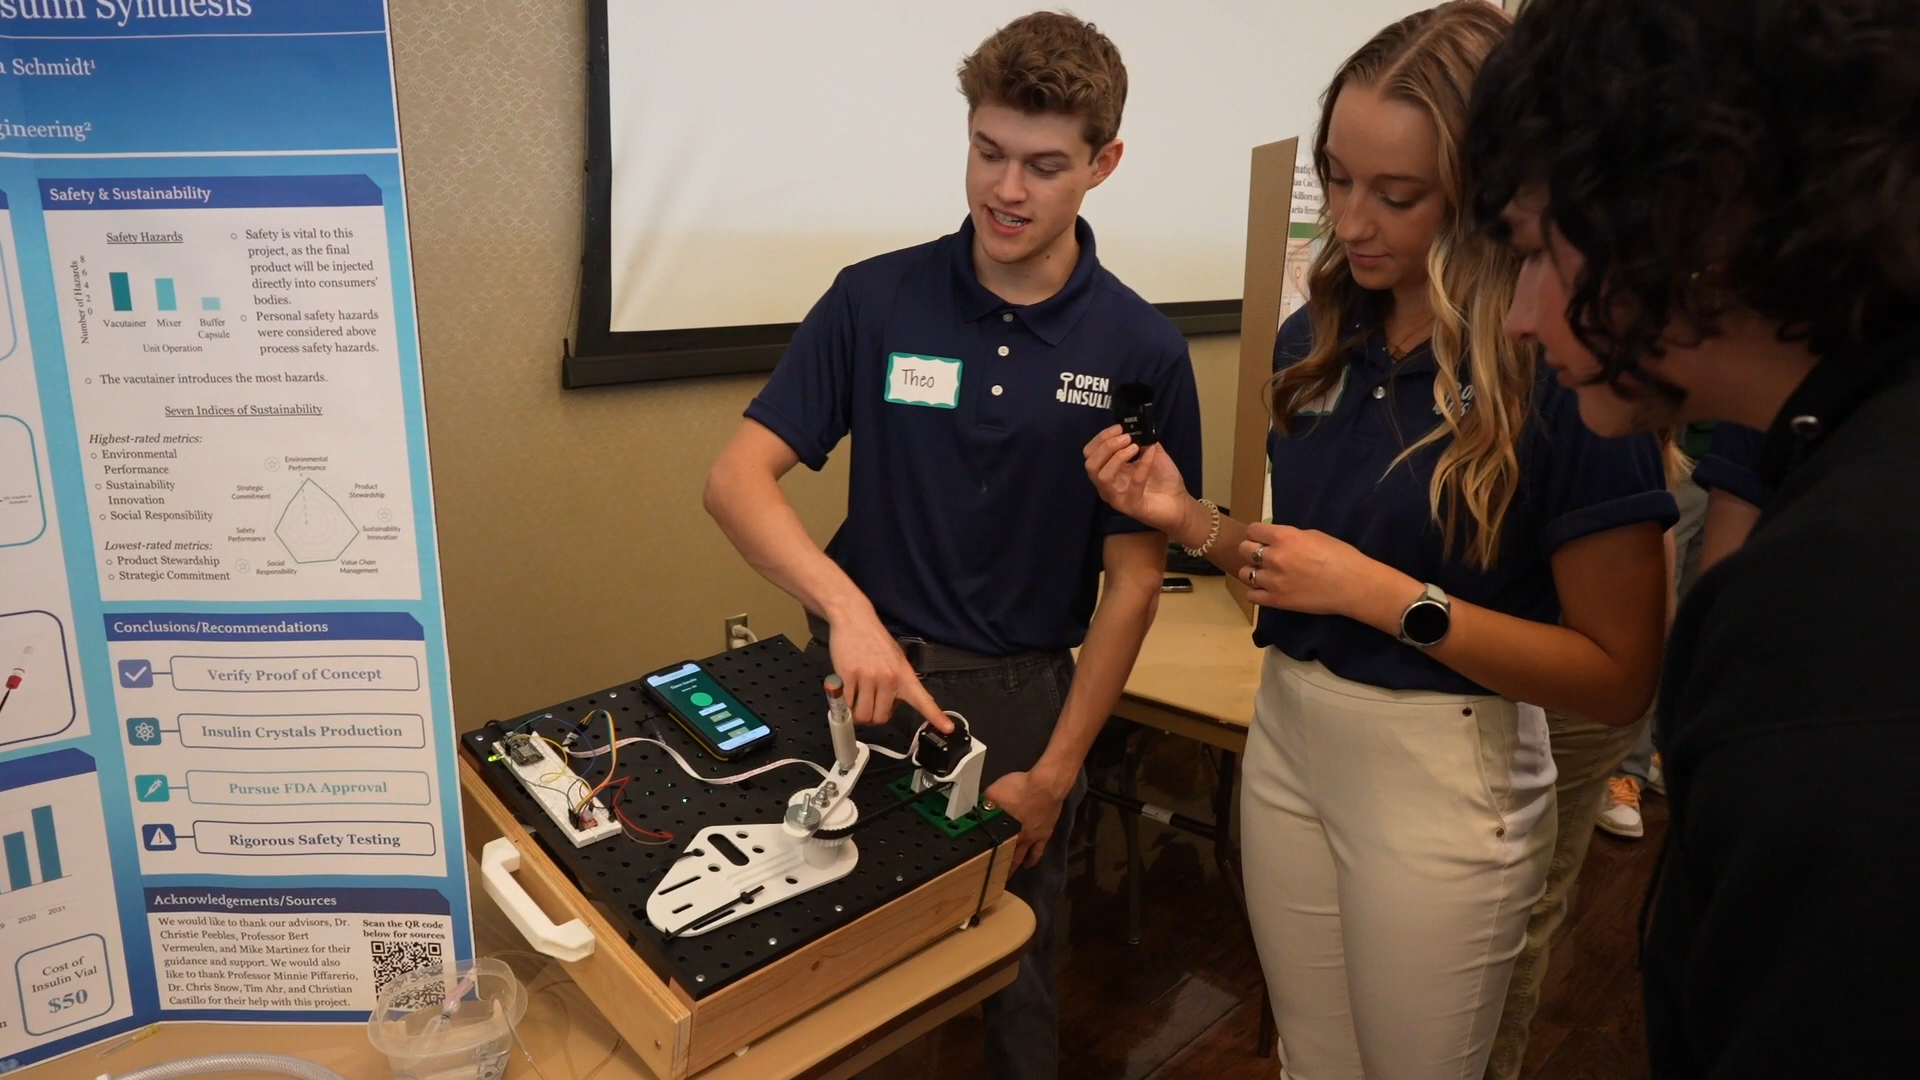 Insulin Synthesis
Schmidt¹
gineering²
Safety & Sustainability
Safety Hazards
Number of Hazards
8
6
4
2
0
Vacutainer
Mixer
Buffer
Capsule
Unit Operation
○ Safety is vital to this
project, as the final
product will be injected
directly into consumers'
bodies.
○ Personal safety hazards
were considered above
process safety hazards.
○ The vacutainer introduces the most hazards.
Seven Indices of Sustainability
Highest-rated metrics:
○ Environmental
Performance
○ Sustainability
Innovation
○ Social Responsibility
Lowest-rated metrics:
○ Product Stewardship
○ Strategic Commitment
Environmental
Performance
Strategic
Commitment
Product
Stewardship
Safety
Performance
Sustainability
Innovation
Social
Responsibility
Value Chain
Management
Conclusions/Recommendations
Verify Proof of Concept
Insulin Crystals Production
Pursue FDA Approval
Rigorous Safety Testing
2030 2031
Cost of
Insulin Vial
$50
Acknowledgements/Sources
We would like to thank our advisors, Dr.
Christie Peebles, Professor Bert
Vermeulen, and Mike Martinez for their
guidance and support. We would also
like to thank Professor Minnie Piffarerio,
Dr. Chris Snow, Tim Ahr, and Christian
Castillo for their help with this project.
Scan the QR code
below for sources
Theo
OPEN
INSULI